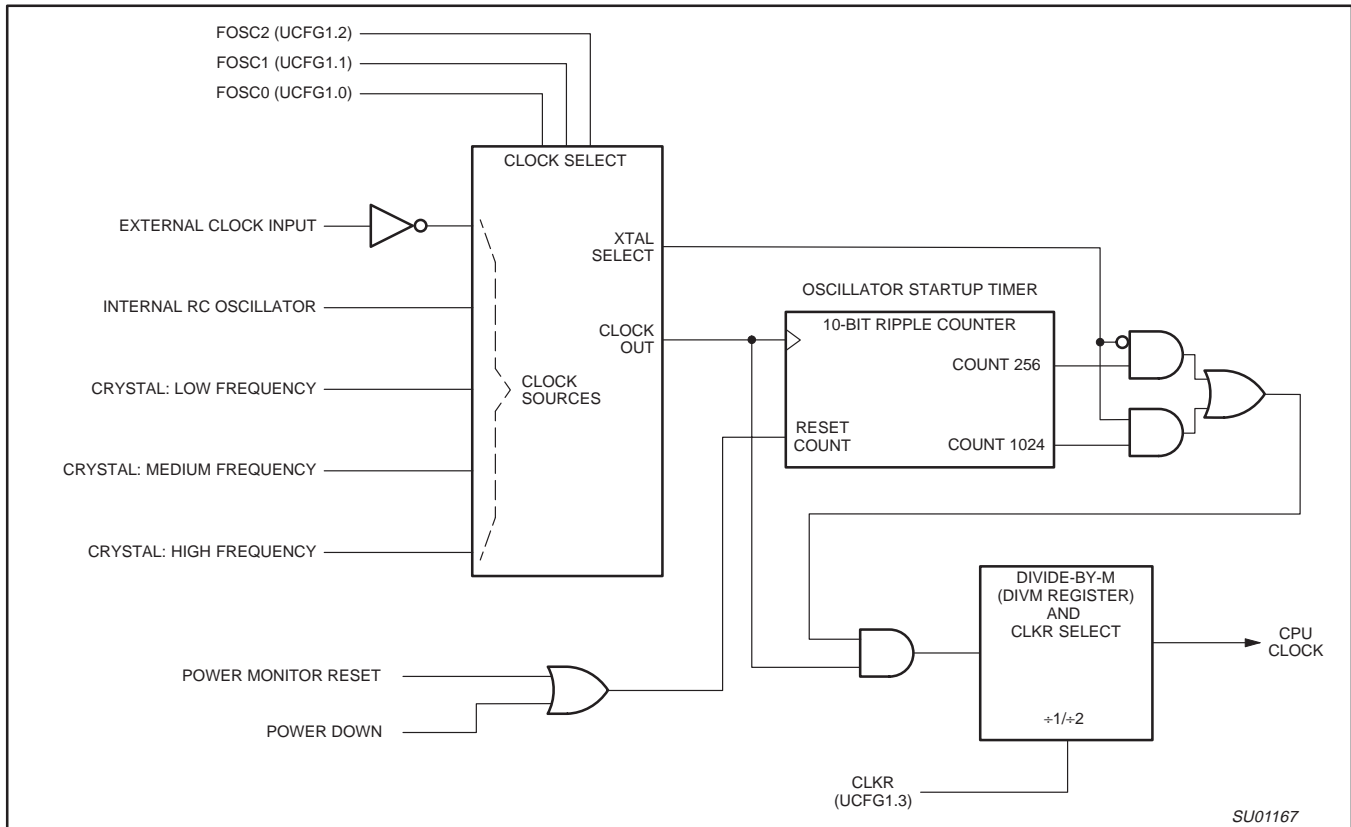 FOSC2 (UCFG1.2)
FOSC1 (UCFG1.1)
FOSC0 (UCFG1.0)
CLOCK SELECT
EXTERNAL CLOCK INPUT
XTAL
SELECT
INTERNAL RC OSCILLATOR
OSCILLATOR STARTUP TIMER
10-BIT RIPPLE COUNTER
CLOCK
OUT
COUNT 256
CRYSTAL: LOW FREQUENCY
CLOCK
SOURCES
RESET
COUNT
COUNT 1024
CRYSTAL: MEDIUM FREQUENCY
CRYSTAL: HIGH FREQUENCY
DIVIDE-BY-M
(DIVM REGISTER)
AND
CLKR SELECT
CPU
CLOCK
POWER MONITOR RESET
POWER DOWN
÷1/÷2
CLKR
(UCFG1.3)
SU01167